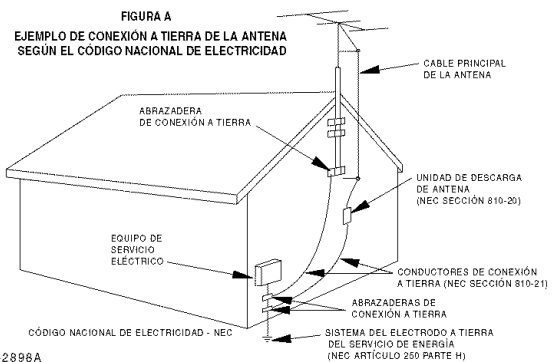 FIGURA A
EJEMPLO DE CONEXIÓN A TIERRA DE LA ANTENA
SEGÚN EL CÓDIGO NACIONAL DE ELECTRICIDAD
CABLE PRINCIPAL
DE LA ANTENA
ABRAZADERA
DE CONEXIÓN A TIERRA
UNIDAD DE DESCARGA
DE ANTENA
(NEC SECCIÓN 810-20)
EQUIPO DE
SERVICIO
ELÉCTRICO
CONDUCTORES DE CONEXIÓN
A TIERRA (NEC SECCIÓN 810-21)
ABRAZADERAS DE
CONEXIÓN A TIERRA
CÓDIGO NACIONAL DE ELECTRICIDAD - NEC
SISTEMA DEL ELECTRODO A TIERRA
DEL SERVICIO DE ENERGÍA
(NEC ARTÍCULO 250 PARTE H)
-2898A